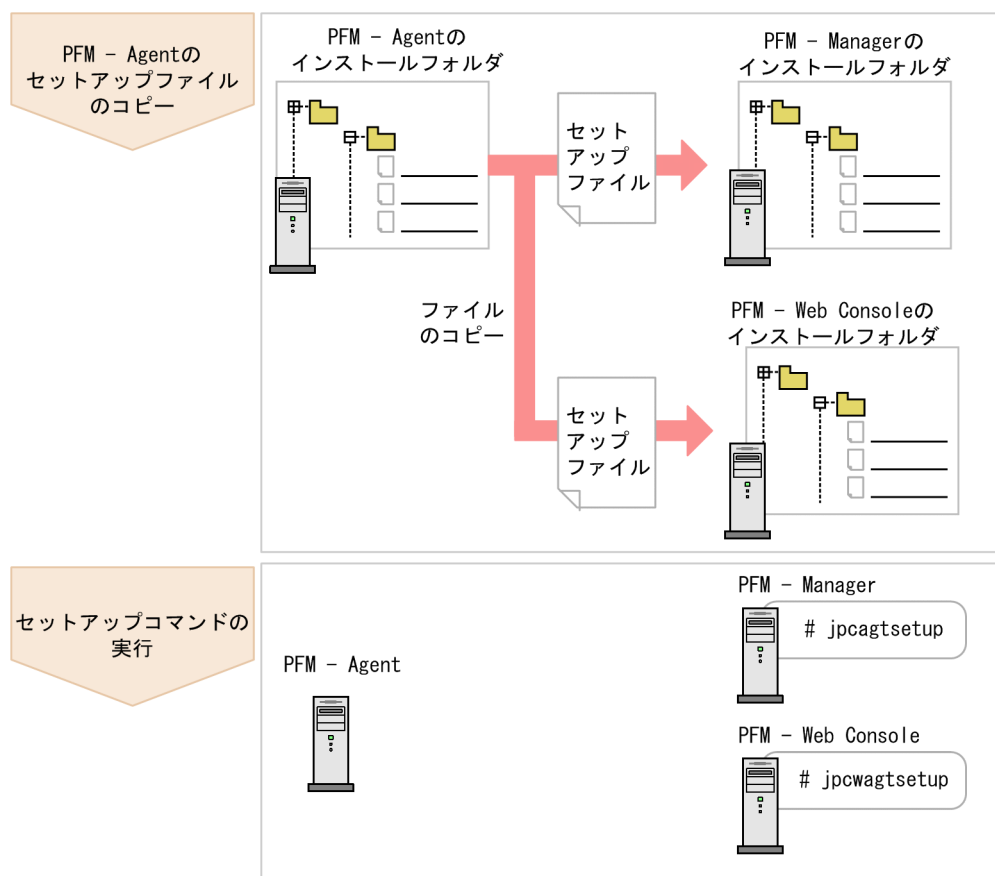 PFM － Agentの
セットアップファイル
のコピー
PFM － Agentの
インストールフォルダ
PFM － Managerの
インストールフォルダ
セット
アップ
ファイル
ファイル
のコピー
PFM － Web Consoleの
インストールフォルダ
セット
アップ
ファイル
セットアップコマンドの
実行
PFM － Agent
PFM － Manager
# jpcagtsetup
PFM － Web Console
# jpcwagtsetup